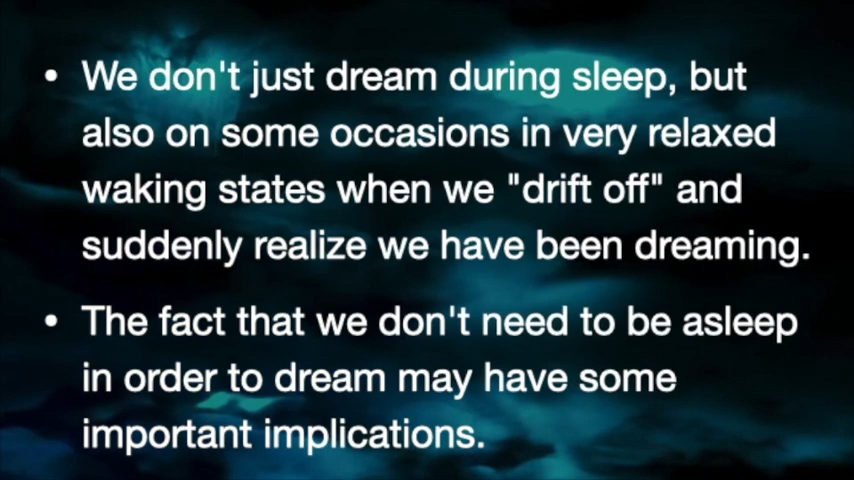 • We don't just dream during sleep, but
also on some occasions in very relaxed
waking states when we "drift off" and
suddenly realize we have been dreaming.
• The fact that we don't need to be asleep
in order to dream may have some
important implications.